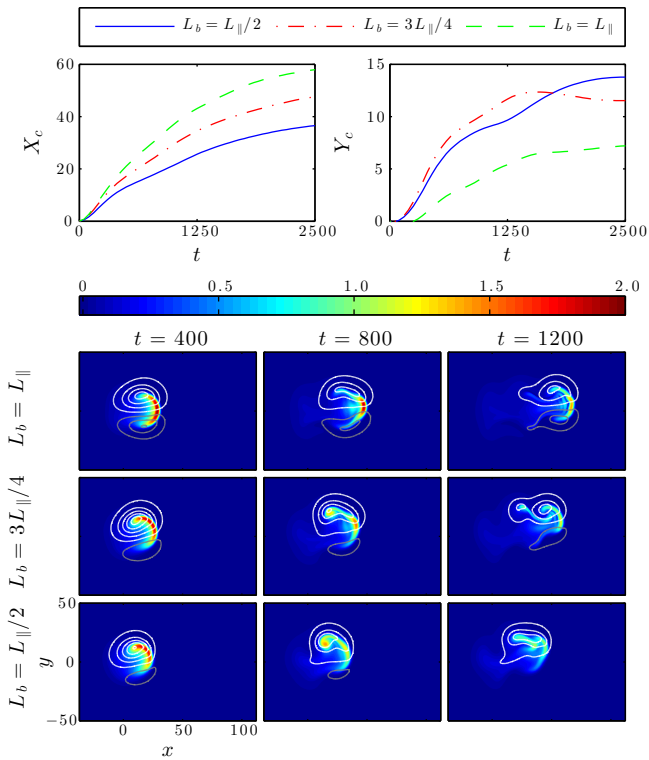 L_b = L_∥/2 L_b = 3L_∥/4 L_b = L_∥
60
40
20
0
X_c
0 1250 2500
t
15
10
5
0
Y_c
0 1250 2500
t
0 0.5 1.0 1.5 2.0
t = 400 t = 800 t = 1200
L_b = L_∥
L_b = 3L_∥/4
L_b = L_∥/2
50
0
−50
y
0 50 100
x